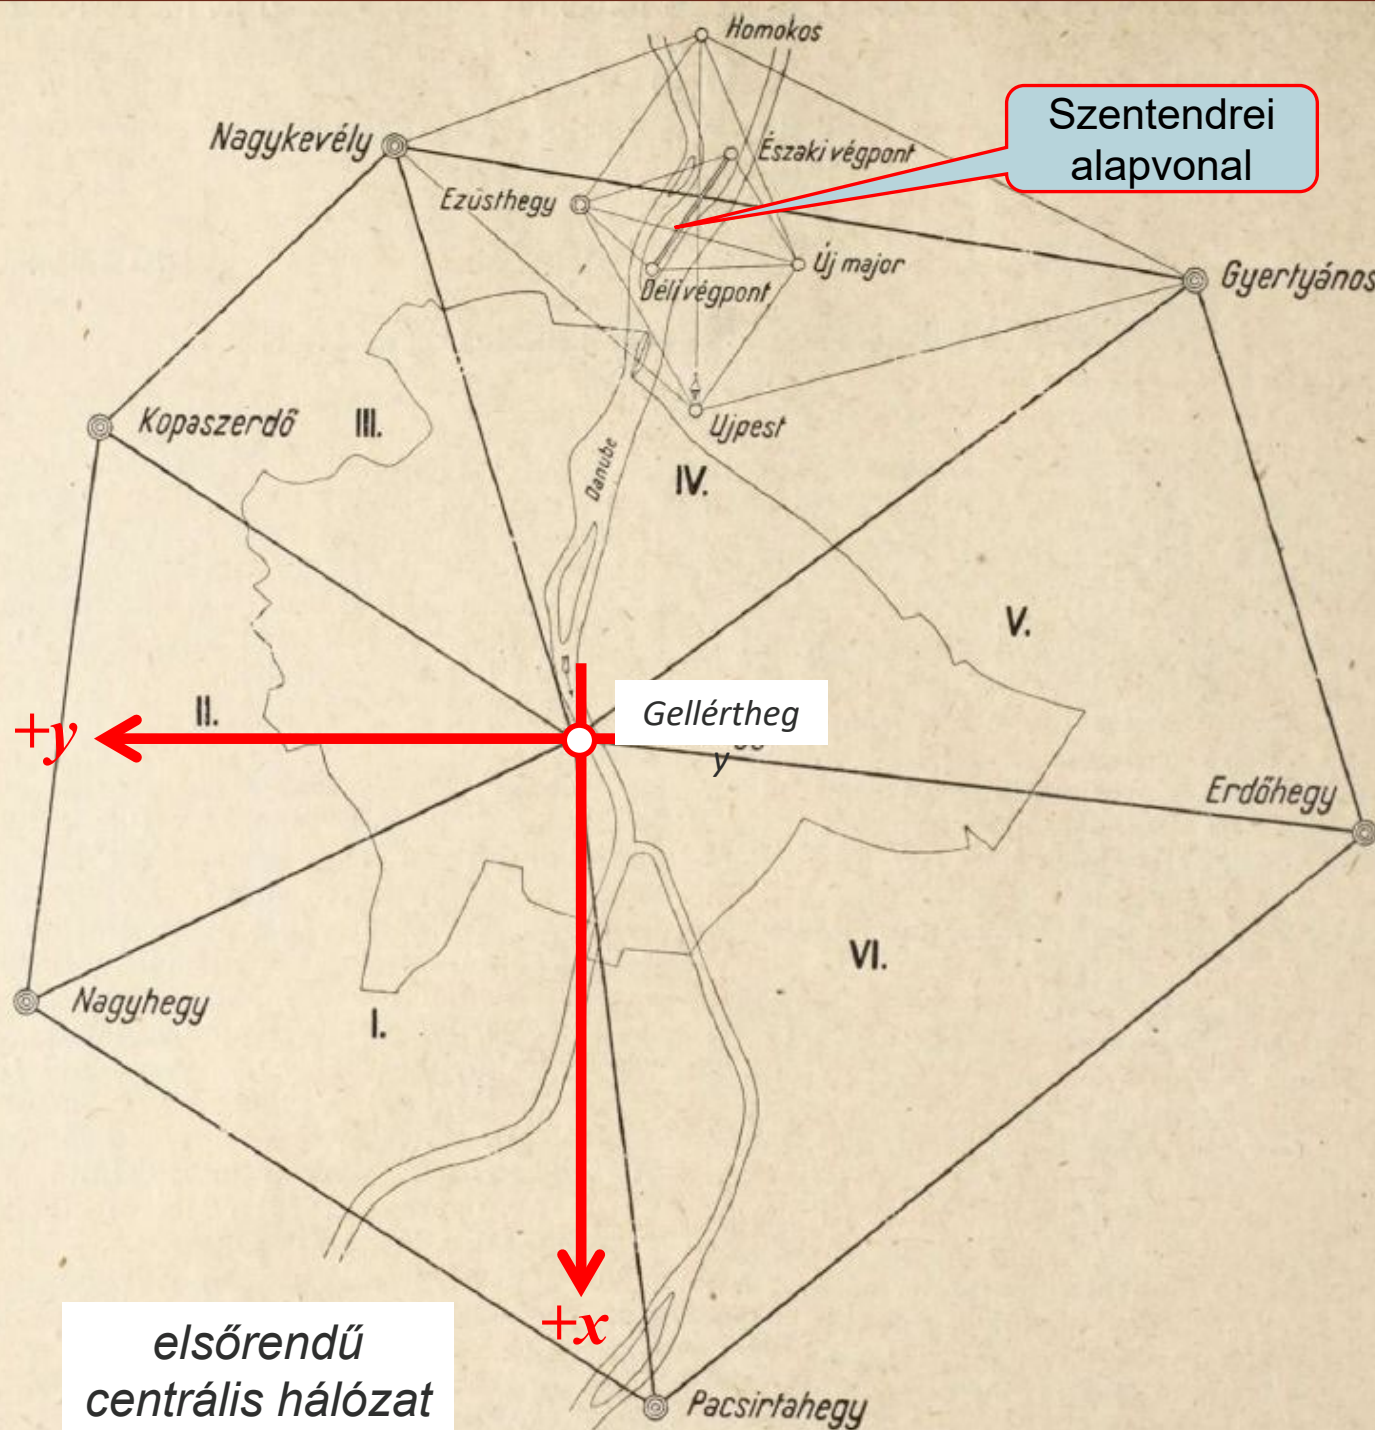 Homokos
Szentendrei
alapvonal
Nagykevély
Északi végpont
Ezüsthegy
Új major
Gyertyános
Déli végpont
Kopaszerdő
III.
Ujpest
Danube
IV.
V.
II.
+y
Gellértheg
y
Erdőhegy
VI.
Nagyhegy
I.
+x
elsőrendű
centrális hálózat
Pacsirtahegy